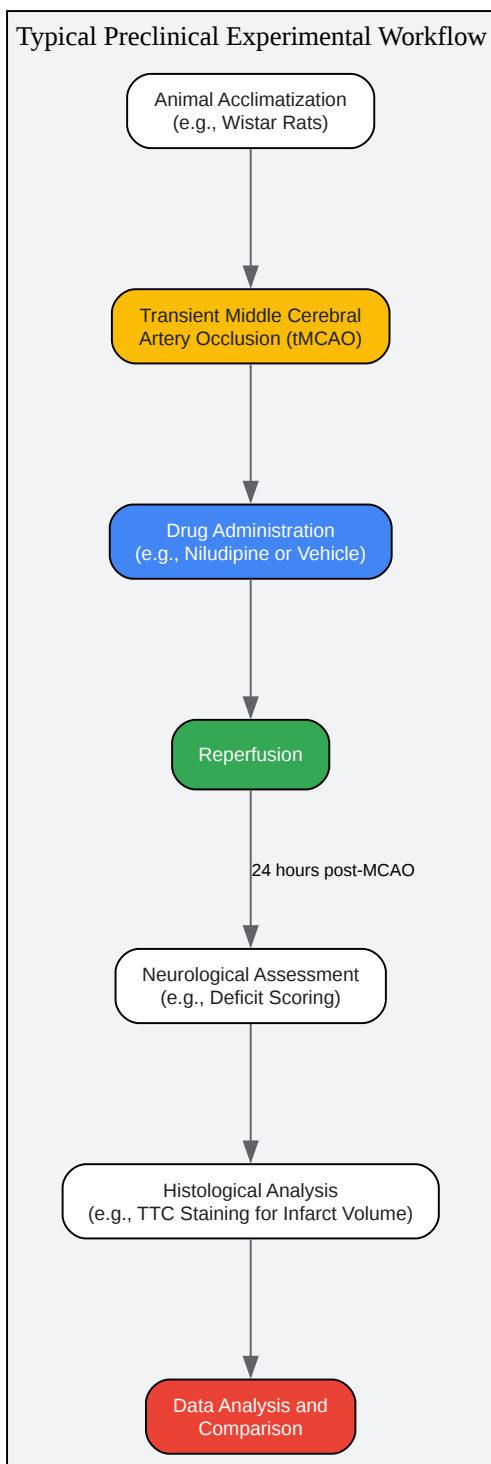 Typical Preclinical Experimental Workflow
Animal Acclimatization
(e.g., Wistar Rats)
Transient Middle Cerebral
Artery Occlusion (tMCAO)
Drug Administration
(e.g., Niludipine or Vehicle)
Reperfusion
24 hours post-MCAO
Neurological Assessment
(e.g., Deficit Scoring)
Histological Analysis
(e.g., TTC Staining for Infarct Volume)
Data Analysis and
Comparison